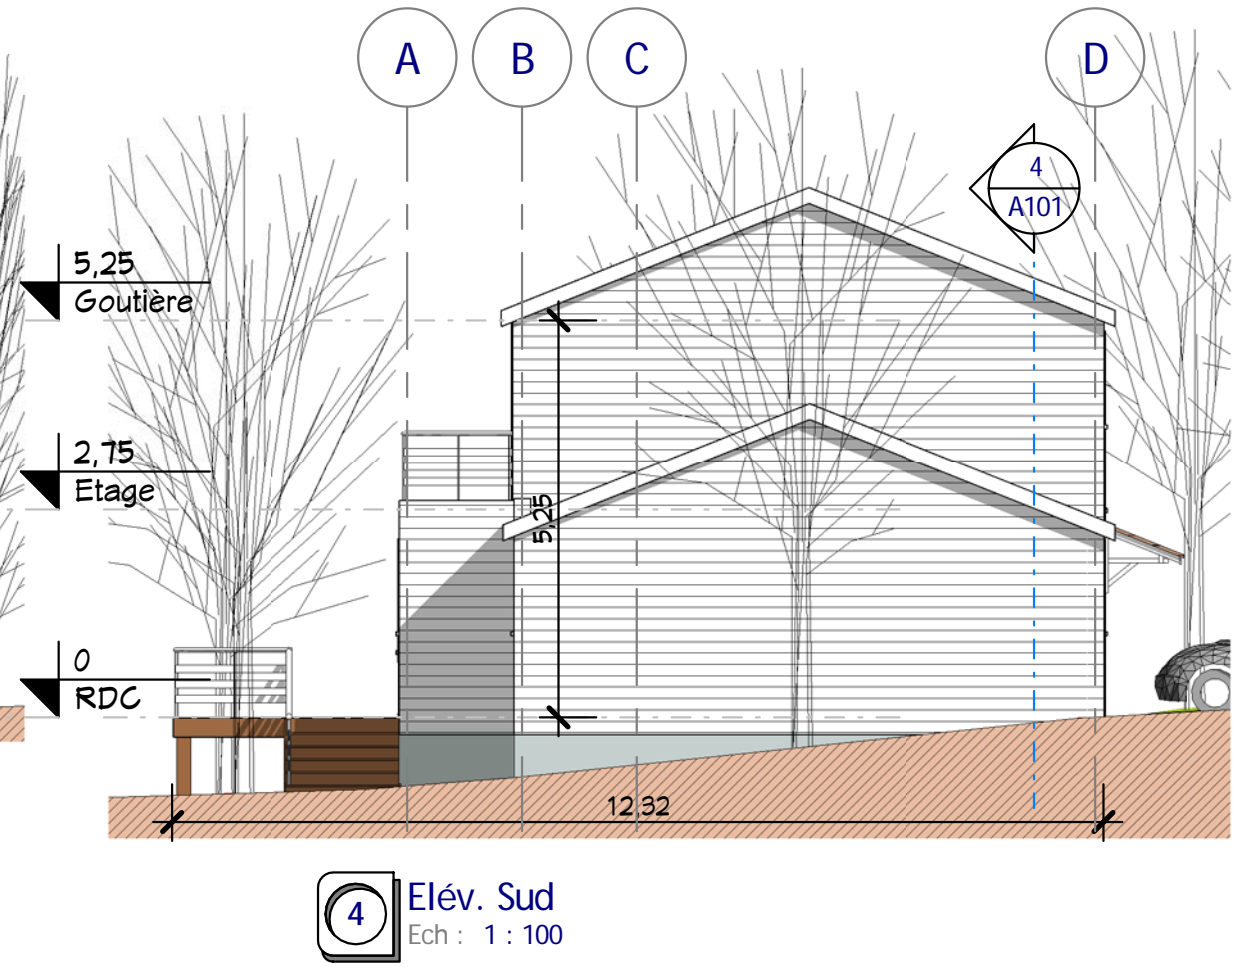 A B C D
4
A101
5,25
Goutière
2,75
Etage
5,25
0
RDC
12,32
4
Elév. Sud
Ech : 1 : 100